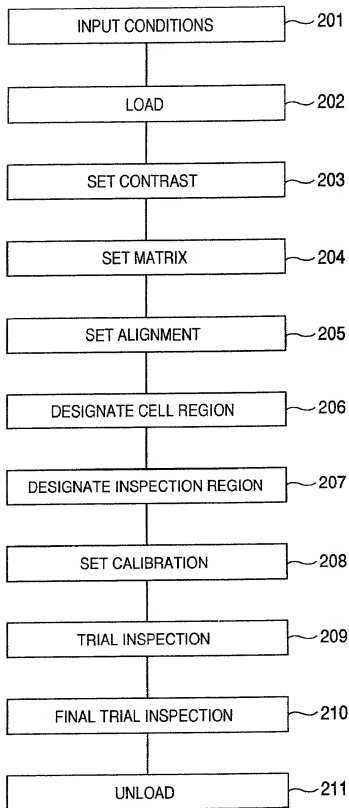 INPUT CONDITIONS 201
LOAD 202
SET CONTRAST 203
SET MATRIX 204
SET ALIGNMENT 205
DESIGNATE CELL REGION 206
DESIGNATE INSPECTION REGION 207
SET CALIBRATION 208
TRIAL INSPECTION 209
FINAL TRIAL INSPECTION 210
UNLOAD 211